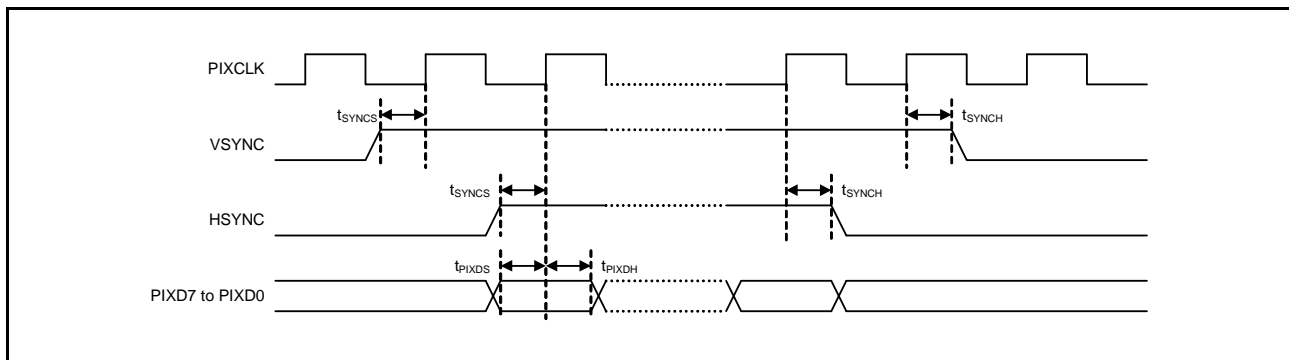 PIXCLK
tSYNCS
tSYNCH
VSYNC
tSYNCS
tSYNCH
HSYNC
tPIXDS
tPIXDH
PIXD7 to PIXD0